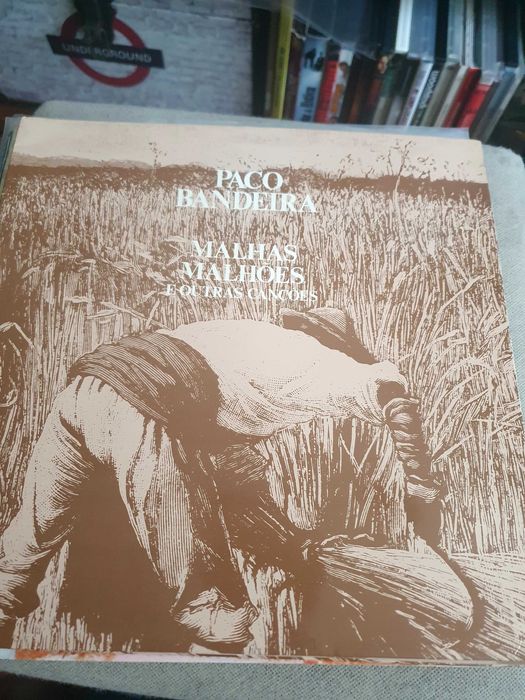 UNDERGROUND
PACO
BANDEIRA
MALHAS
MALHÕES
E OUTRAS CANÇÕES